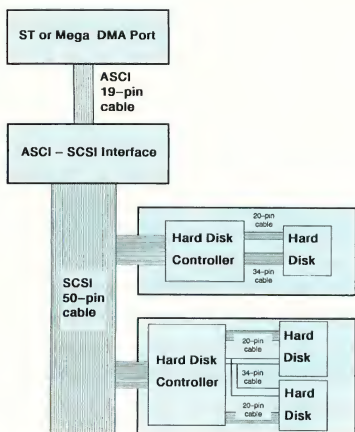 ST or Mega DMA Port
ASCI
19-pin
cable
ASCI – SCSI Interface
SCSI
50-pin
cable
Hard Disk
Controller
20-pin
cable
34-pin
cable
Hard
Disk
Hard Disk
Controller
20-pin
cable
34-pin
cable
20-pin
cable
Hard
Disk
Hard
Disk